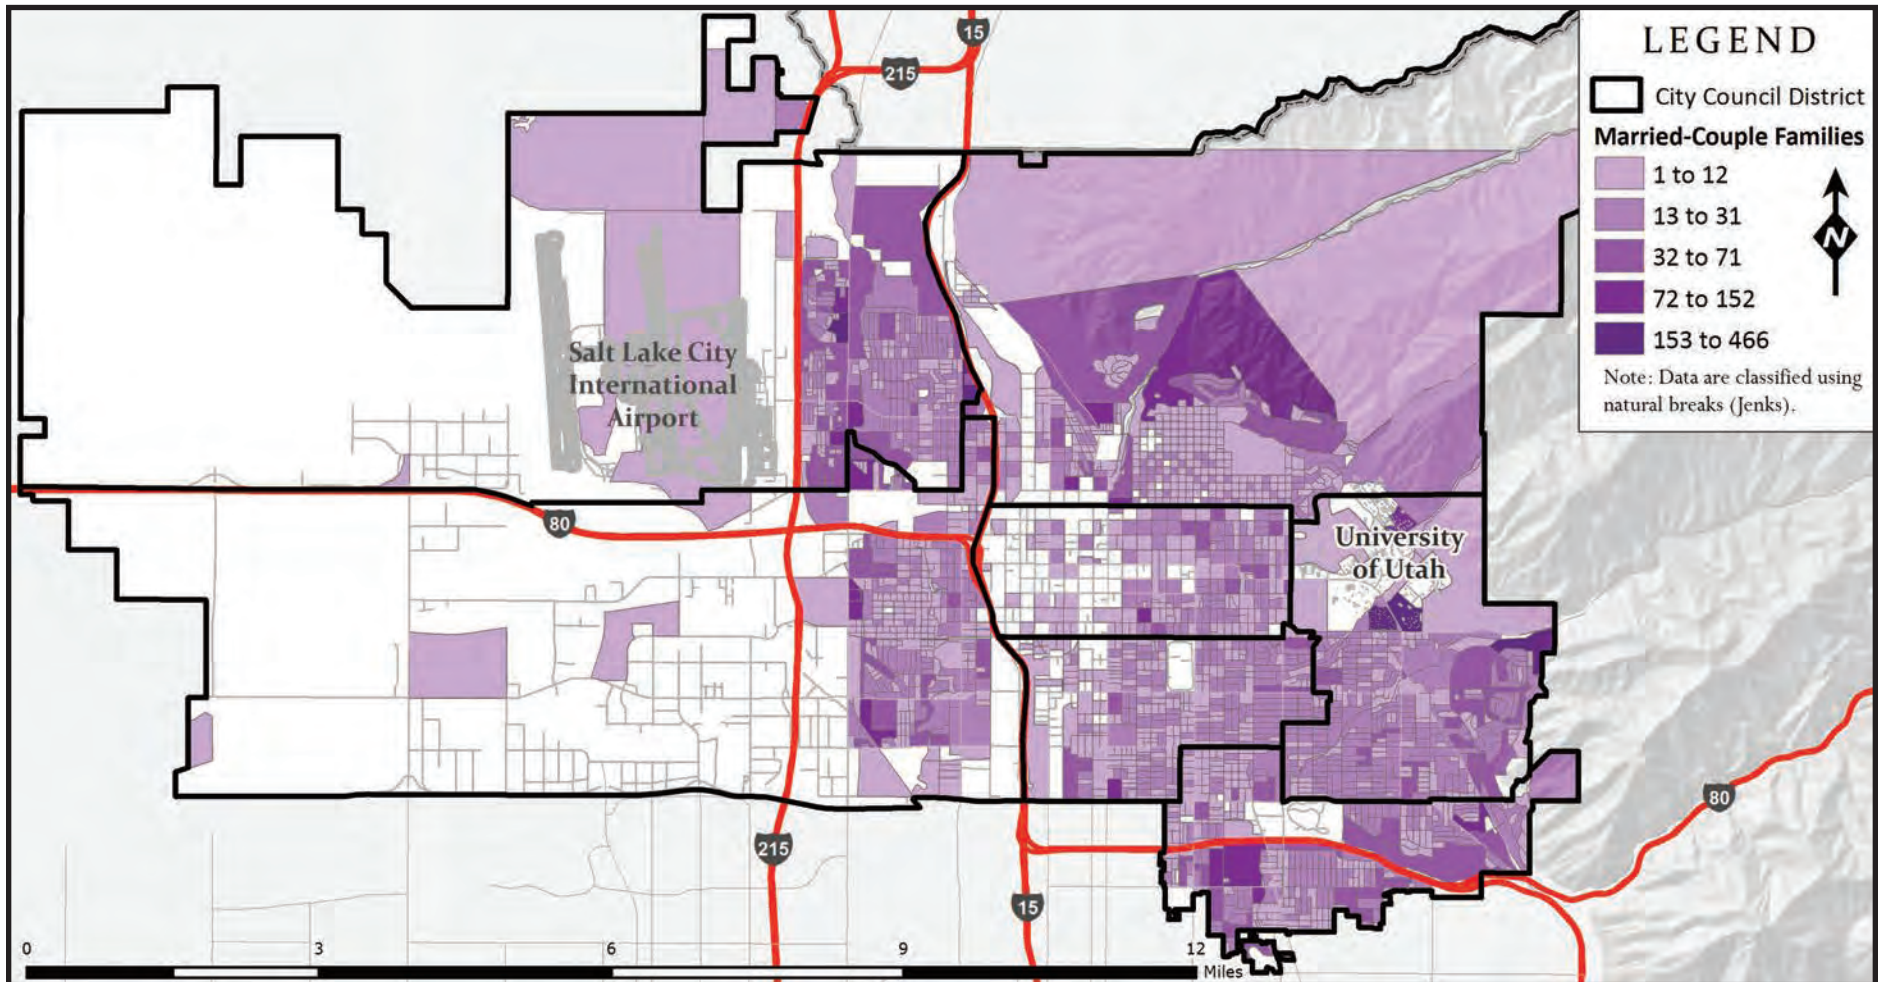 LEGEND
City Council District
Married-Couple Families
1 to 12
13 to 31
32 to 71
72 to 152
153 to 466
Note: Data are classified using
natural breaks (Jenks).
N
15
215
Salt Lake City
International
Airport
80
University
of Utah
80
215
15
0 3 6 9 12
Miles